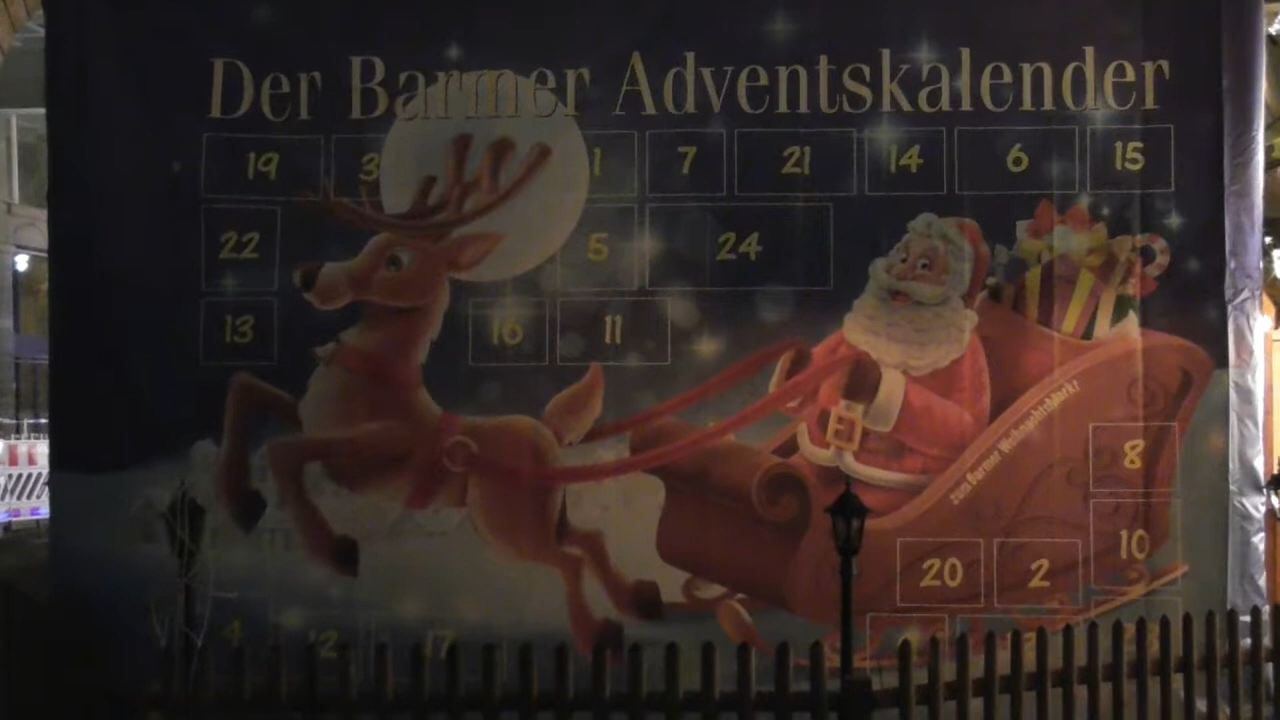 Der Barmer Adventskalender
19 3 1 7 21 14 6 15
22 5 24
13 16 11
zum Barmer Weihnachtsmarkt
8
10
20 2
4 12 17